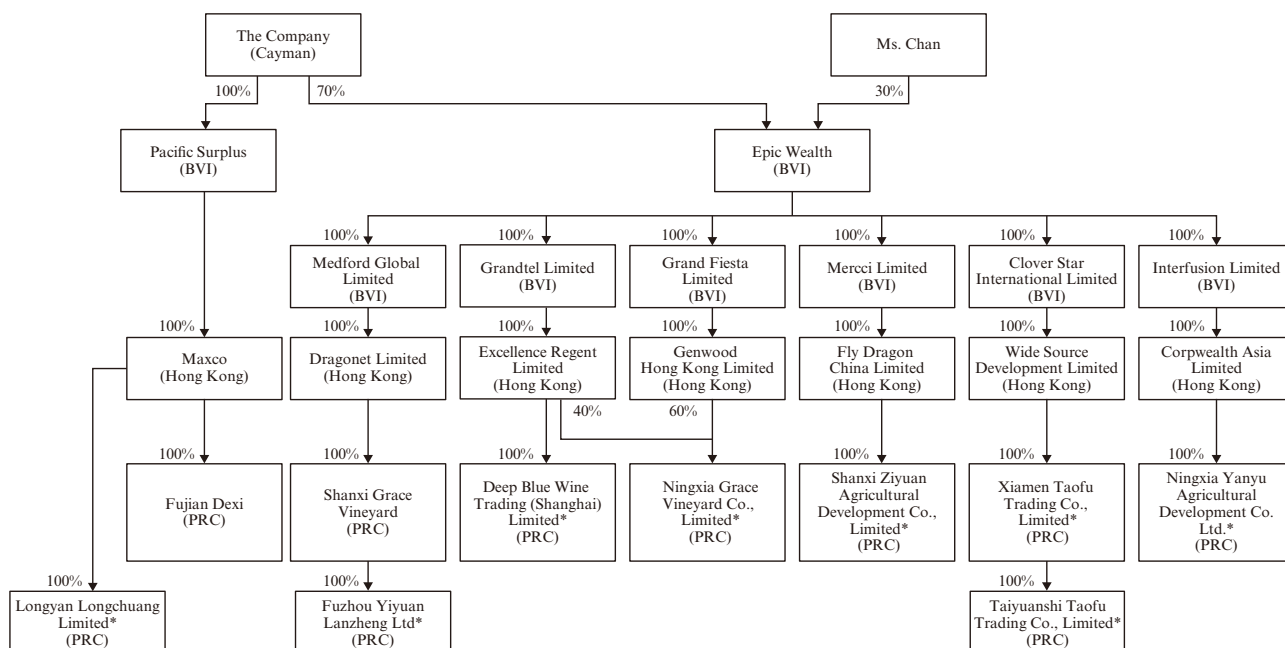 The Company
(Cayman)
Ms. Chan
100%
70%
30%
Pacific Surplus
(BVI)
Epic Wealth
(BVI)
100%
Medford Global
Limited
(BVI)
100%
Grandtel Limited
(BVI)
100%
Grand Fiesta
Limited
(BVI)
100%
Mercci Limited
(BVI)
100%
Clover Star
International Limited
(BVI)
100%
Interfusion Limited
(BVI)
100%
Maxco
(Hong Kong)
100%
Dragonet Limited
(Hong Kong)
100%
Excellence Regent
Limited
(Hong Kong)
100%
Genwood
Hong Kong Limited
(Hong Kong)
100%
Fly Dragon
China Limited
(Hong Kong)
100%
Wide Source
Development Limited
(Hong Kong)
100%
Corpwealth Asia
Limited
(Hong Kong)
40%
60%
100%
Fujian Dexi
(PRC)
100%
Shanxi Grace
Vineyard
(PRC)
100%
Deep Blue Wine
Trading (Shanghai)
Limited*
(PRC)
100%
Ningxia Grace
Vineyard Co.,
Limited*
(PRC)
100%
Shanxi Ziyuan
Agricultural
Development Co.,
Limited*
(PRC)
100%
Xiamen Taofu
Trading Co.,
Limited*
(PRC)
100%
Ningxia Yanyu
Agricultural
Development Co.
Ltd.*
(PRC)
100%
Longyan Longchuang
Limited*
(PRC)
100%
Fuzhou Yiyuan
Lanzheng Ltd*
(PRC)
100%
Taiyuanshi Taofu
Trading Co., Limited*
(PRC)